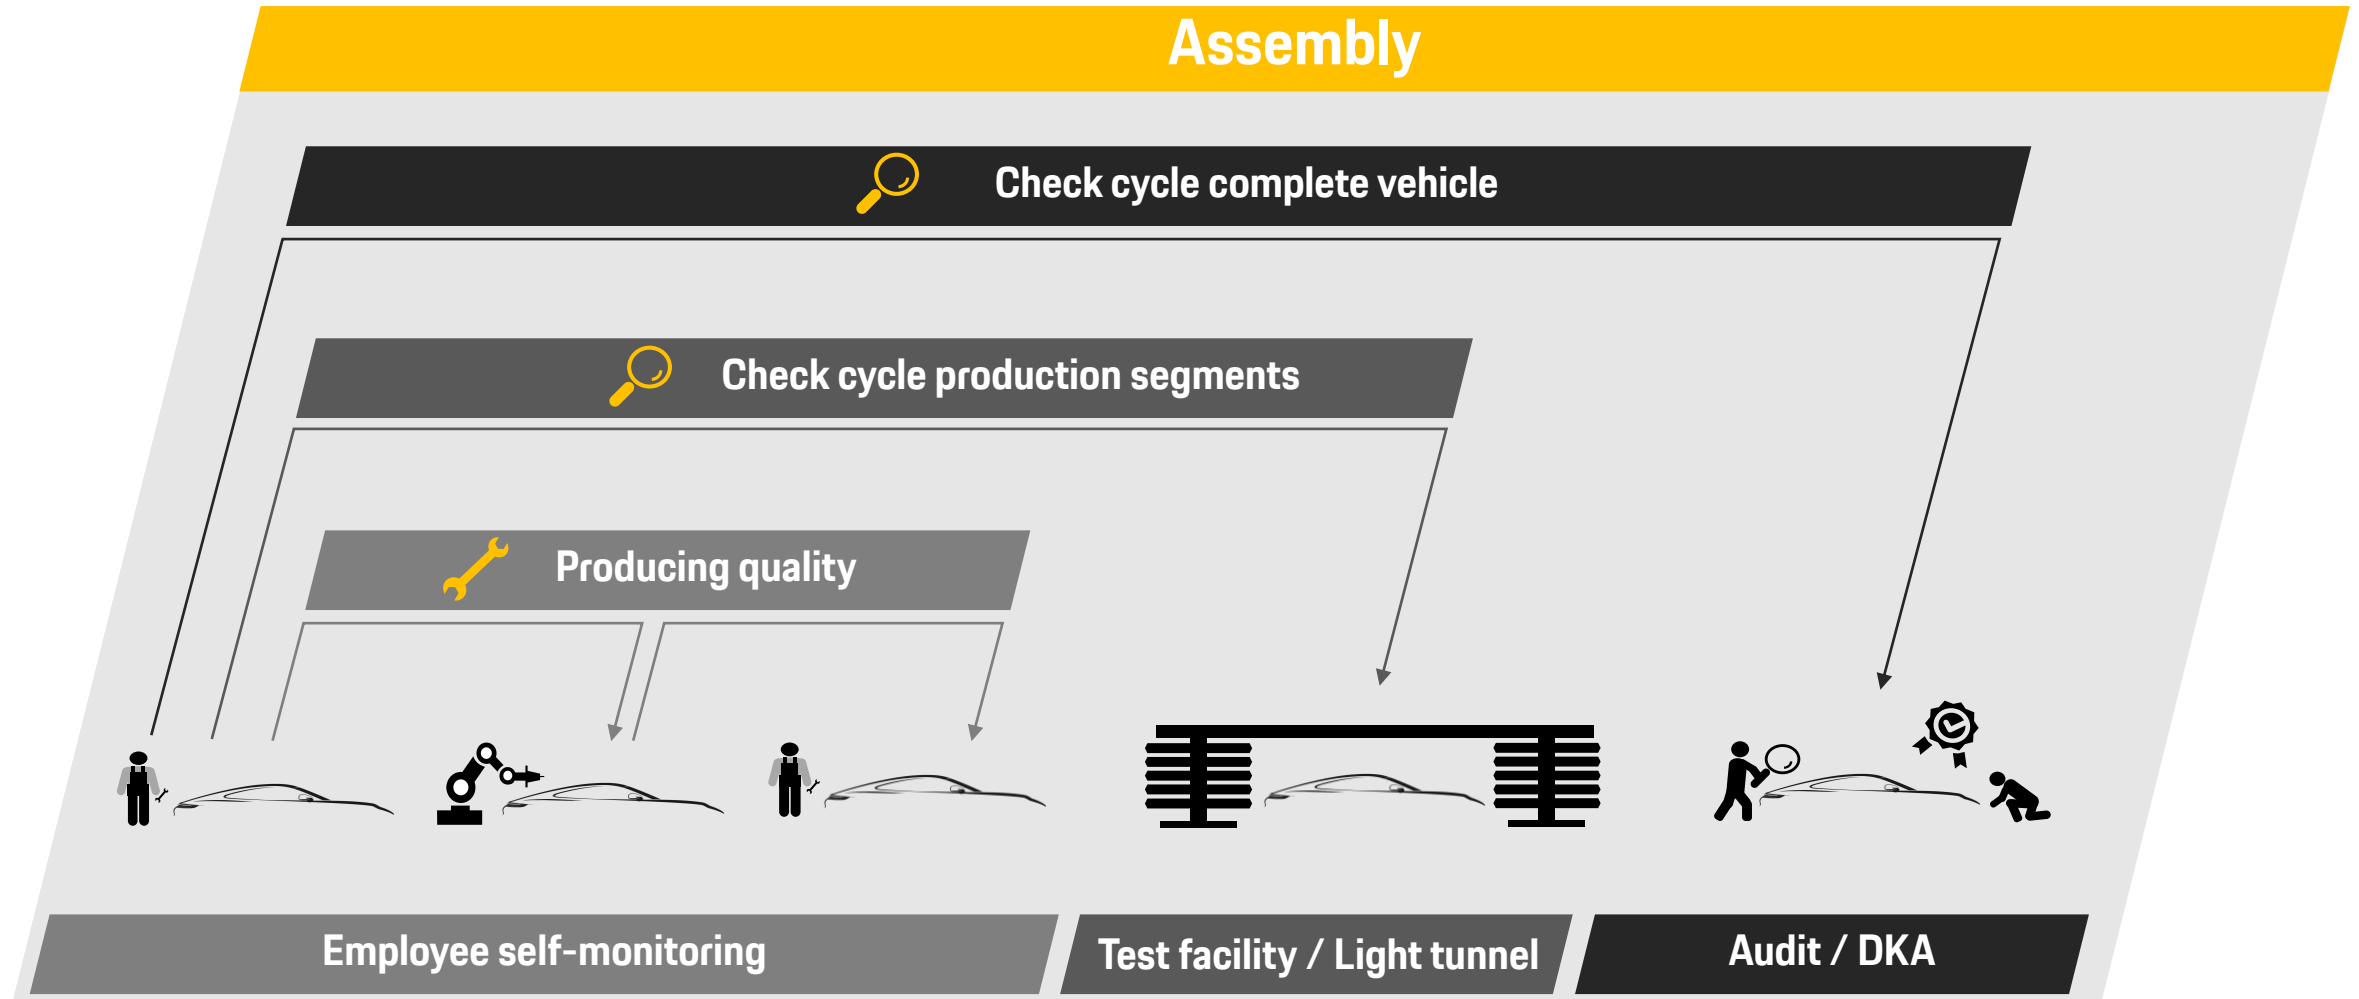 Assembly
Check cycle complete vehicle
Check cycle production segments
Producing quality
Employee self-monitoring
Test facility / Light tunnel
Audit / DKA